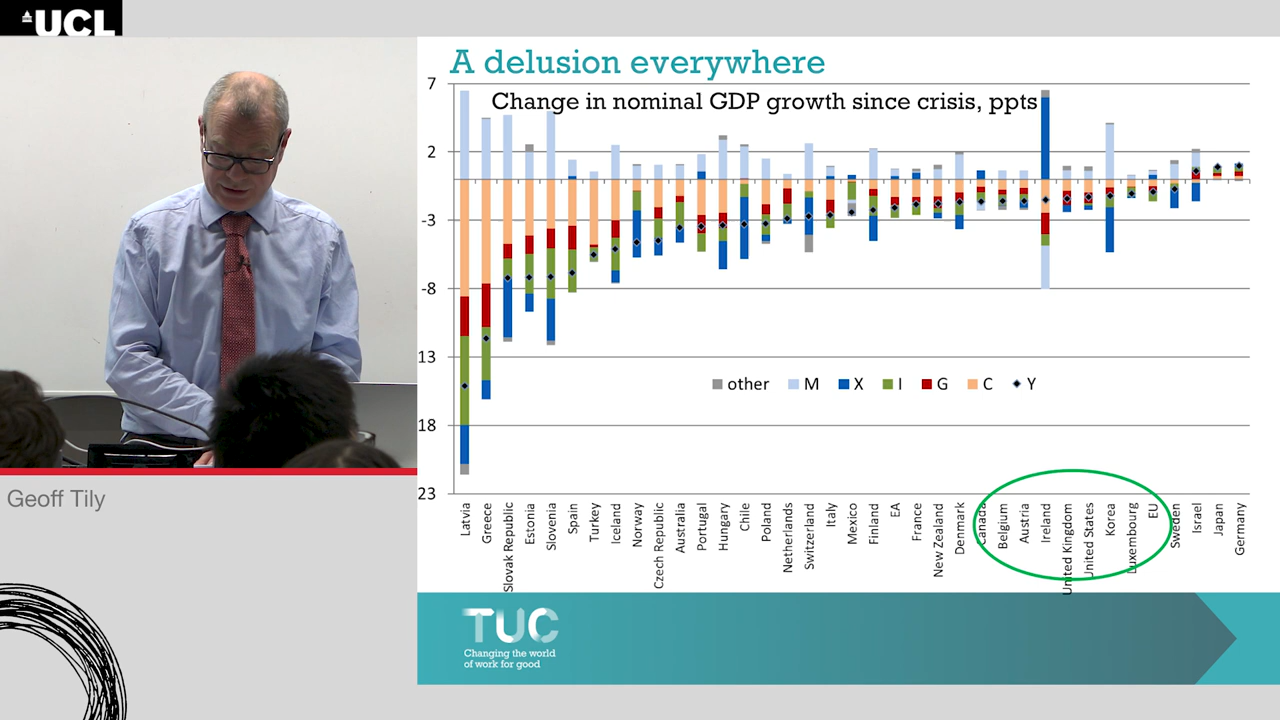 UCL
A delusion everywhere
Change in nominal GDP growth since crisis, ppts
7
2
-3
-8
13
18
23
other M X I G C Y
Latvia
Greece
Slovak Republic
Estonia
Slovenia
Spain
Turkey
Iceland
Norway
Czech Republic
Australia
Portugal
Hungary
Chile
Poland
Netherlands
Switzerland
Italy
Mexico
Finland
EA
France
New Zealand
Denmark
Canada
Belgium
Austria
Ireland
United Kingdom
United States
Korea
Luxembourg
EU
Sweden
Israel
Japan
Germany
Geoff Tily
TUC
Changing the world
of work for good